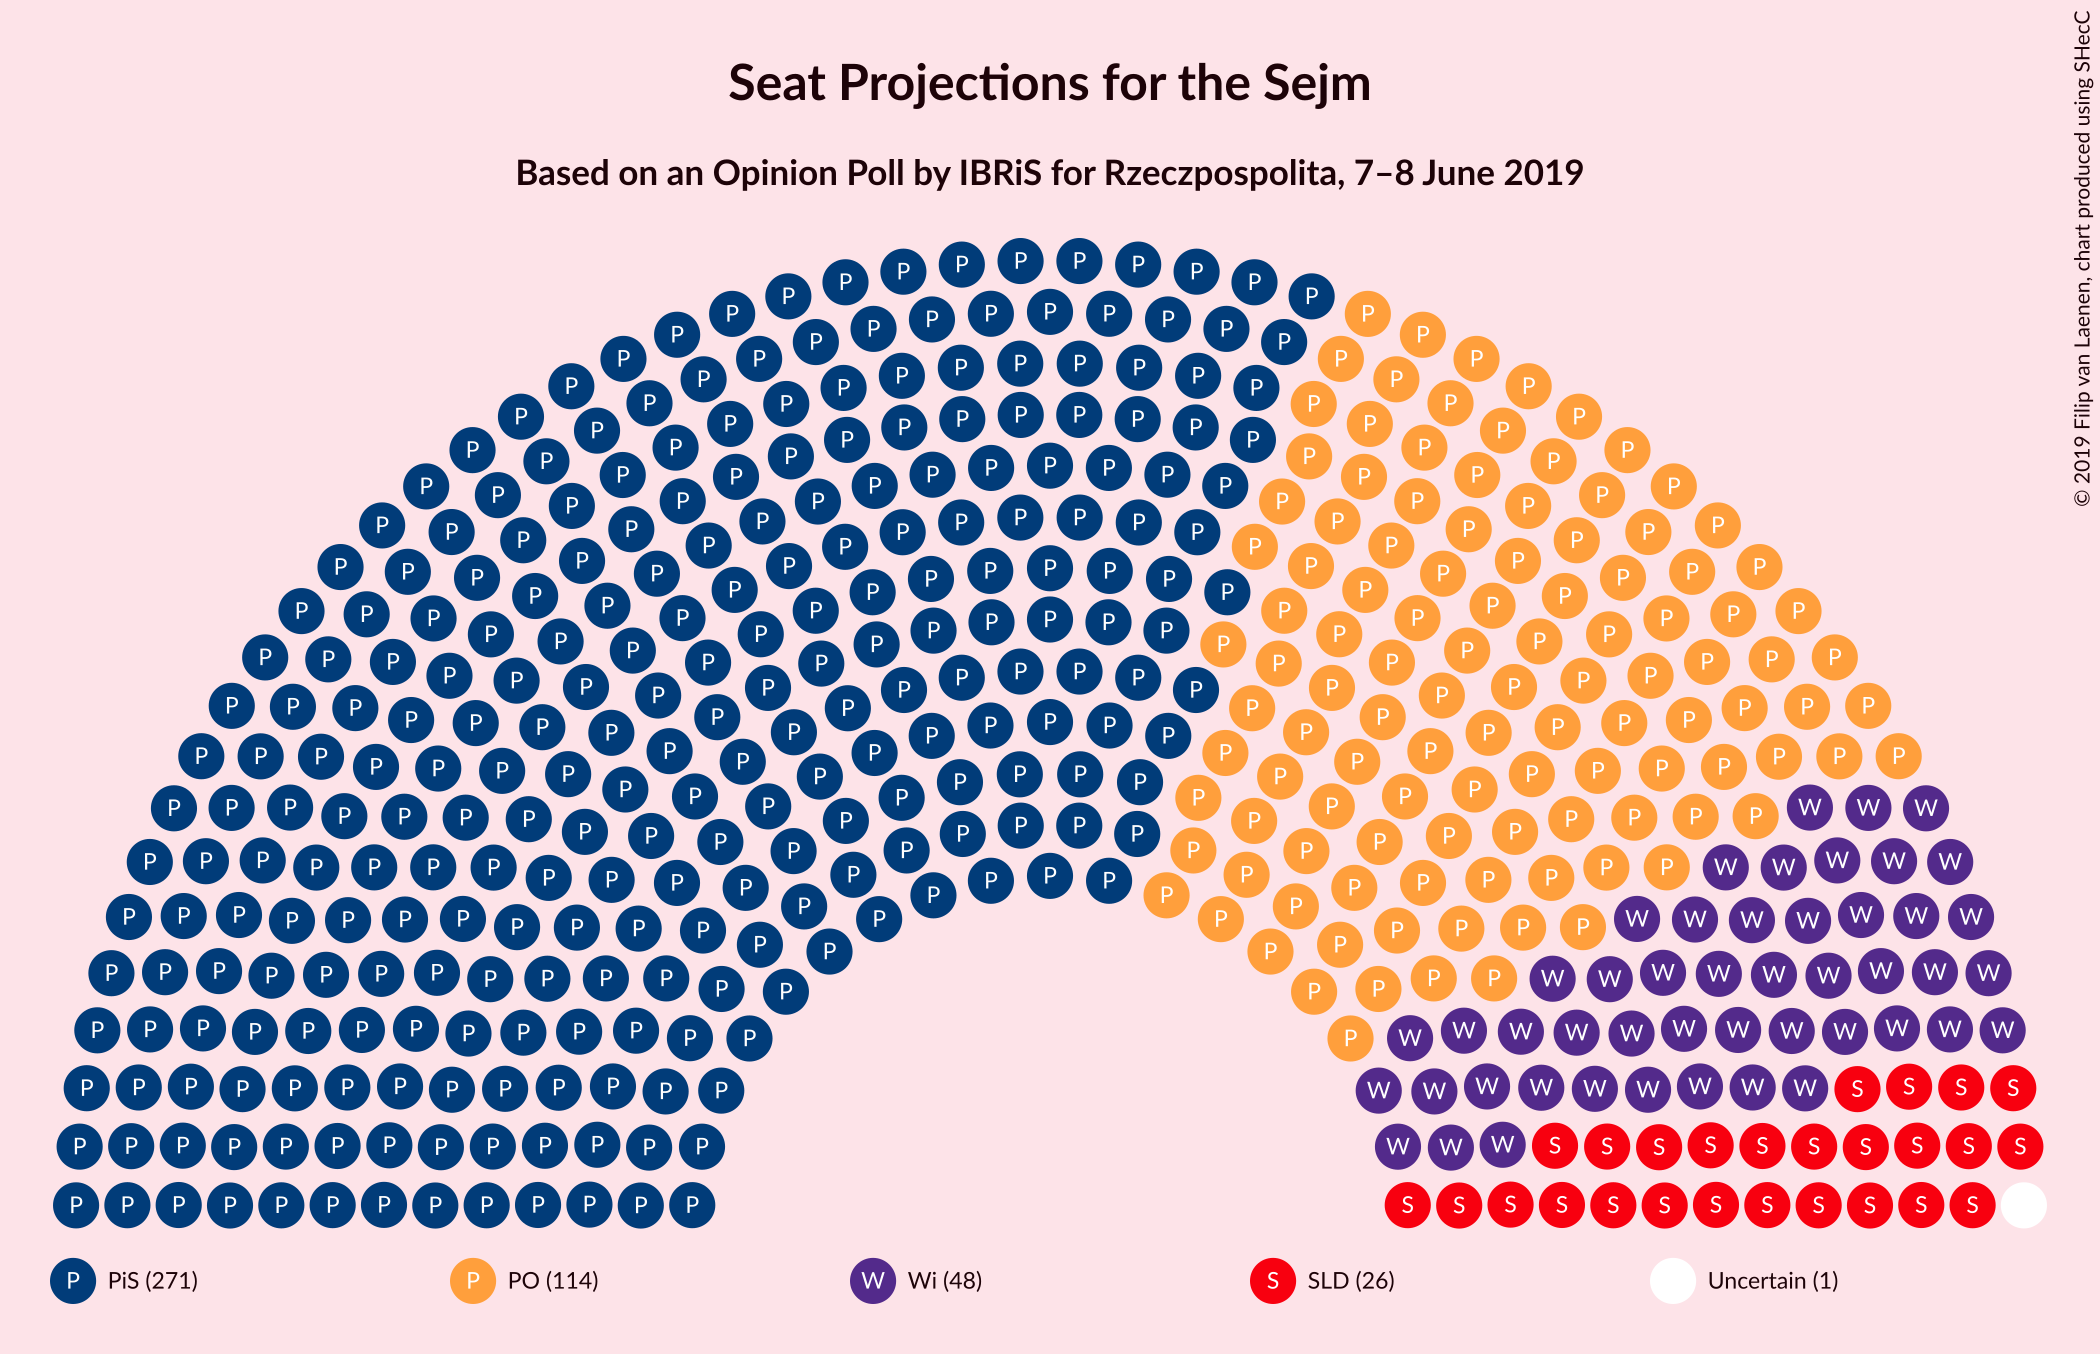 Seat Projections for the Sejm
Based on an Opinion Poll by IBRiS for Rzeczpospolita, 7–8 June 2019
© 2019 Filip van Laenen, chart produced using SHecC
P PiS (271)
P PO (114)
W Wi (48)
S SLD (26)
Uncertain (1)